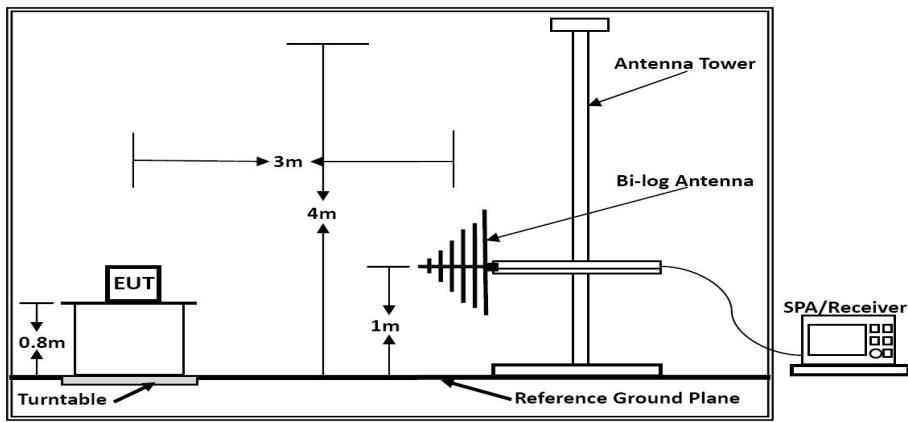 Antenna Tower
3m
Bi-log Antenna
4m
EUT
SPA/Receiver
0.8m
1m
Turntable
Reference Ground Plane